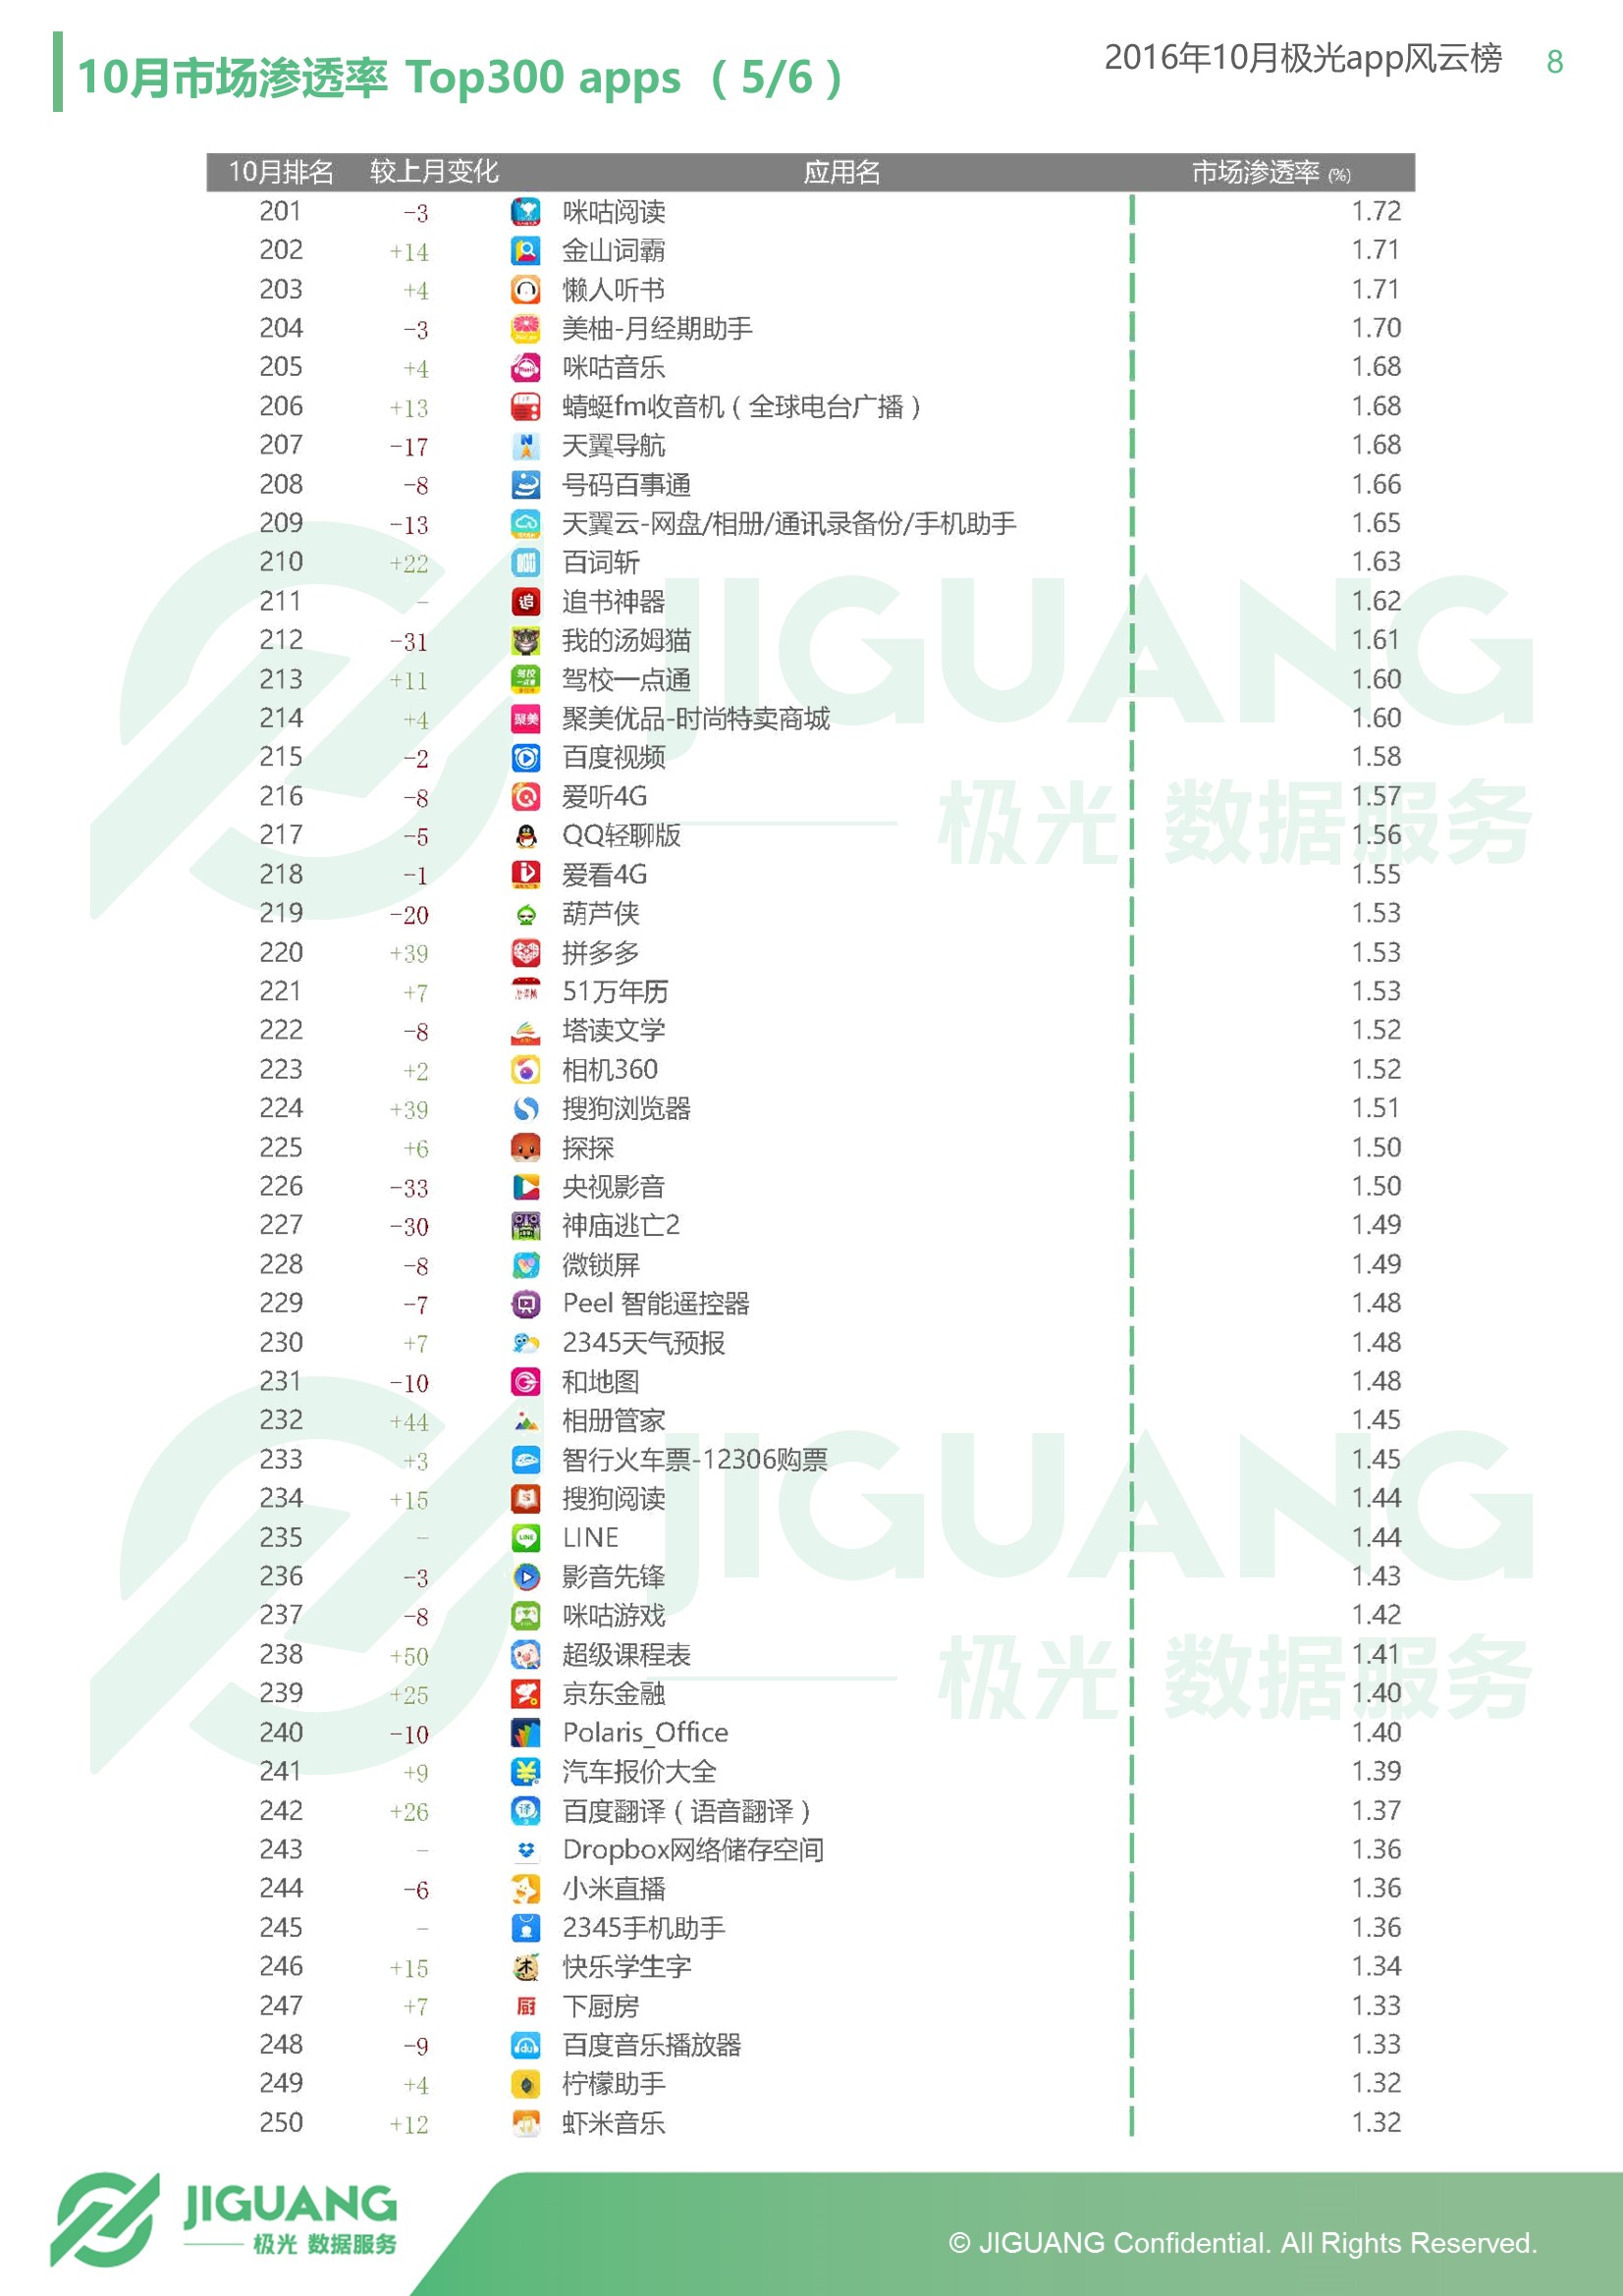 10月市场渗透率 Top300 apps （5/6）
2016年10月极光app风云榜 8
10月排名 较上月变化 应用名 市场渗透率 (%)
201 -3 咪咕阅读 1.72
202 +14 金山词霸 1.71
203 +4 懒人听书 1.71
204 -3 美柚-月经期助手 1.70
205 +4 咪咕音乐 1.68
206 +13 蜻蜓fm收音机（全球电台广播） 1.68
207 -17 天翼导航 1.68
208 -8 号码百事通 1.66
209 -13 天翼云-网盘/相册/通讯录备份/手机助手 1.65
210 +22 百词斩 1.63
211 - 追书神器 1.62
212 -31 我的汤姆猫 1.61
213 +11 驾校一点通 1.60
214 +4 聚美优品-时尚特卖商城 1.60
215 -2 百度视频 1.58
216 -8 爱听4G 1.57
217 -5 QQ轻聊版 1.56
218 -1 爱看4G 1.55
219 -20 葫芦侠 1.53
220 +39 拼多多 1.53
221 +7 51万年历 1.53
222 -8 塔读文学 1.52
223 +2 相机360 1.52
224 +39 搜狗浏览器 1.51
225 +6 探探 1.50
226 -33 央视影音 1.50
227 -30 神庙逃亡2 1.49
228 -8 微锁屏 1.49
229 -7 Peel 智能遥控器 1.48
230 +7 2345天气预报 1.48
231 -10 和地图 1.48
232 +44 相册管家 1.45
233 +3 智行火车票-12306购票 1.45
234 +15 搜狗阅读 1.44
235 - LINE 1.44
236 -3 影音先锋 1.43
237 -8 咪咕游戏 1.42
238 +50 超级课程表 1.41
239 +25 京东金融 1.40
240 -10 Polaris_Office 1.40
241 +9 汽车报价大全 1.39
242 +26 百度翻译（语音翻译） 1.37
243 - Dropbox网络储存空间 1.36
244 -6 小米直播 1.36
245 - 2345手机助手 1.36
246 +15 快乐学生字 1.34
247 +7 下厨房 1.33
248 -9 百度音乐播放器 1.33
249 +4 柠檬助手 1.32
250 +12 虾米音乐 1.32
JIGUANG
极光 数据服务
JIGUANG
极光 数据服务
JIGUANG
极光 数据服务
© JIGUANG Confidential. All Rights Reserved.